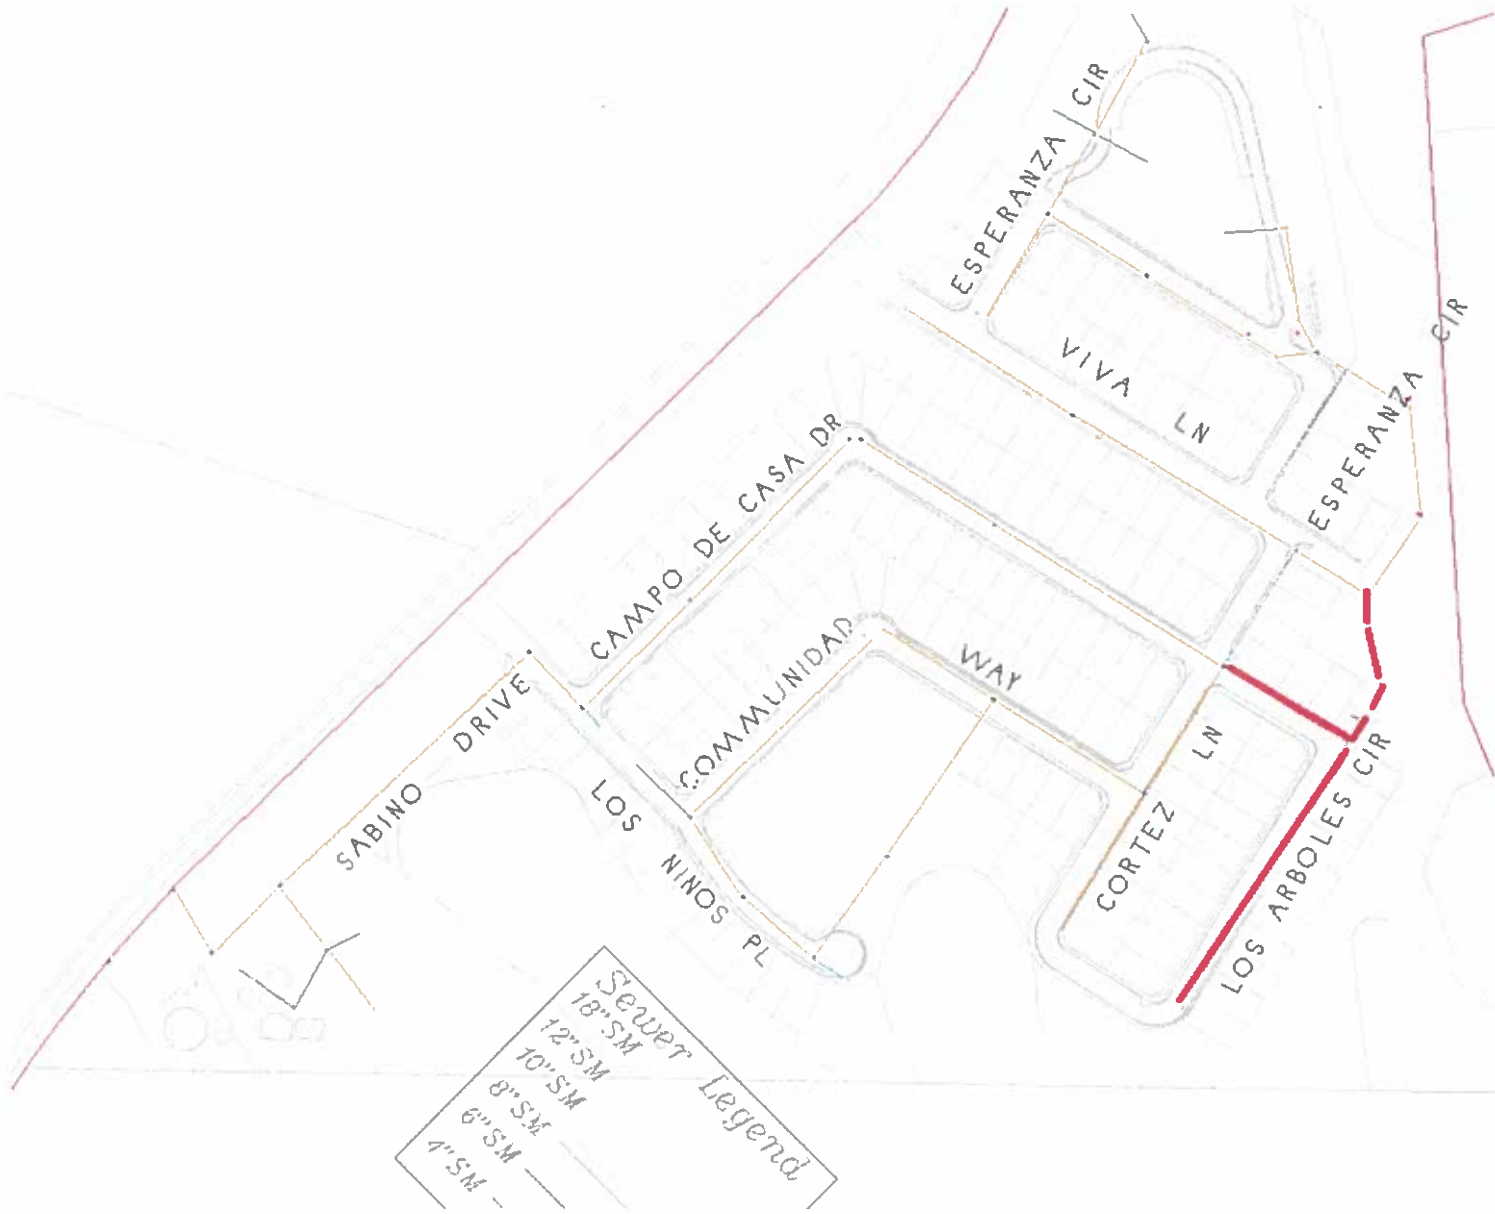 ESPERANZA CIR
VIVA LN
ESPERANZA CIR
CAMPO DE CASA DR
COMMUNIDAD WAY
SABINO DRIVE
LOS NINOS PL
CORTEZ LN
LOS ARBOLES CIR
Sewer Legend
18"SM
12"SM
10"SM
8"SM
6"SM
4"SM